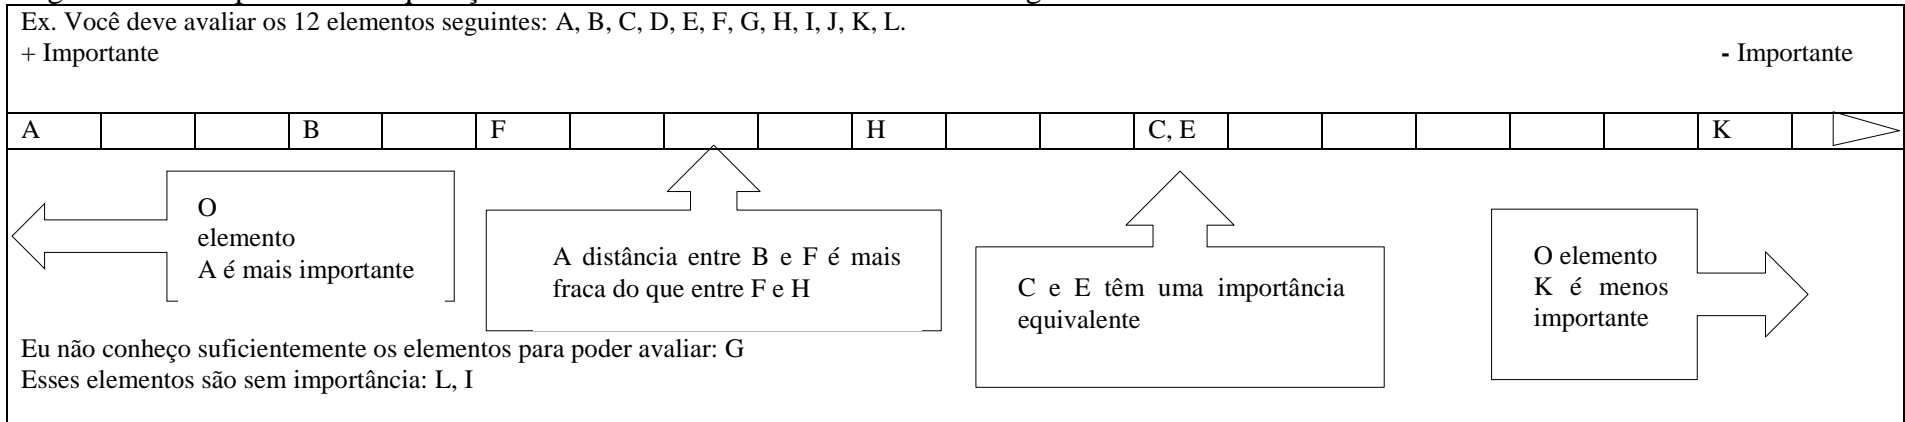 Ex. Você deve avaliar os 12 elementos seguintes: A, B, C, D, E, F, G, H, I, J, K, L.
+ Importante - Importante
A B F H C, E K
O
elemento
A é mais importante
A distância entre B e F é mais
fraca do que entre F e H
C e E têm uma importância
equivalente
O elemento
K é menos
importante
Eu não conheço suficientemente os elementos para poder avaliar: G
Esses elementos são sem importância: L, I